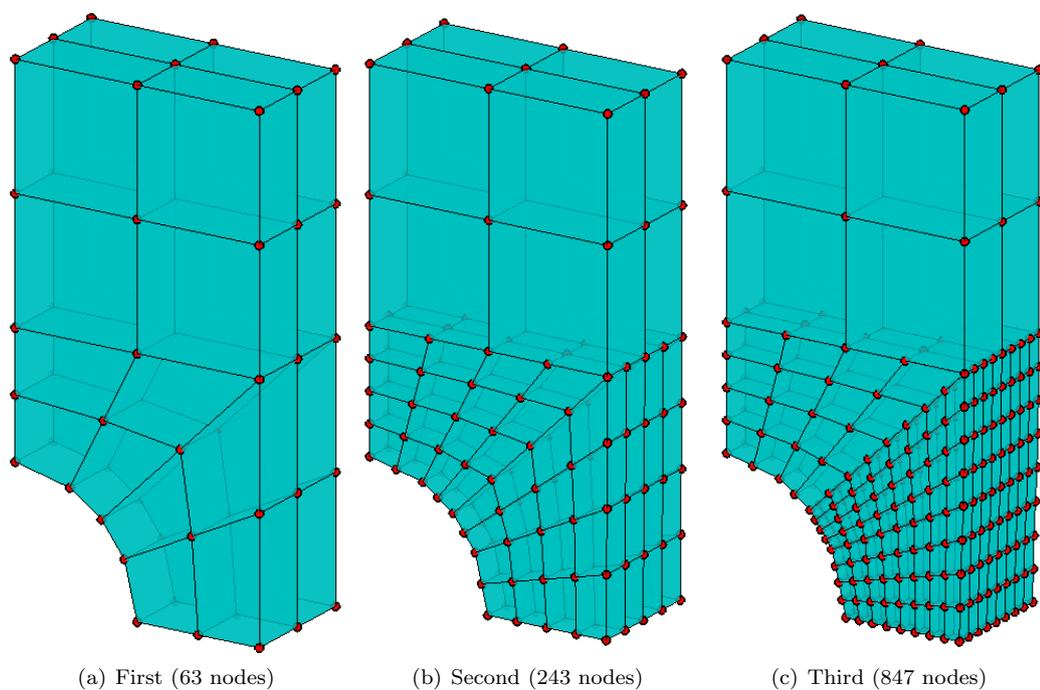 (a) First (63 nodes)
(b) Second (243 nodes)
(c) Third (847 nodes)